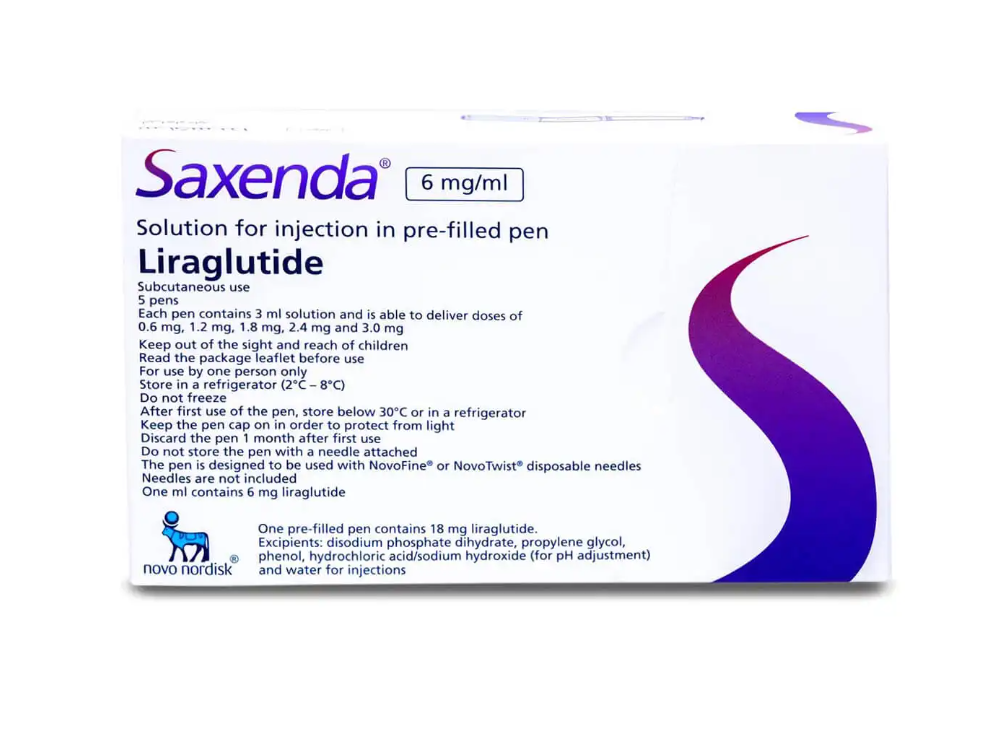 Saxenda® 6 mg/ml
Solution for injection in pre-filled pen
Liraglutide
Subcutaneous use
5 pens
Each pen contains 3 ml solution and is able to deliver doses of
0.6 mg, 1.2 mg, 1.8 mg, 2.4 mg and 3.0 mg
Keep out of the sight and reach of children
Read the package leaflet before use
For use by one person only
Store in a refrigerator (2°C – 8°C)
Do not freeze
After first use of the pen, store below 30°C or in a refrigerator
Keep the pen cap on in order to protect from light
Discard the pen 1 month after first use
Do not store the pen with a needle attached
The pen is designed to be used with NovoFine® or NovoTwist® disposable needles
Needles are not included
One ml contains 6 mg liraglutide
One pre-filled pen contains 18 mg liraglutide.
Excipients: disodium phosphate dihydrate, propylene glycol,
phenol, hydrochloric acid/sodium hydroxide (for pH adjustment)
and water for injections
novo nordisk®